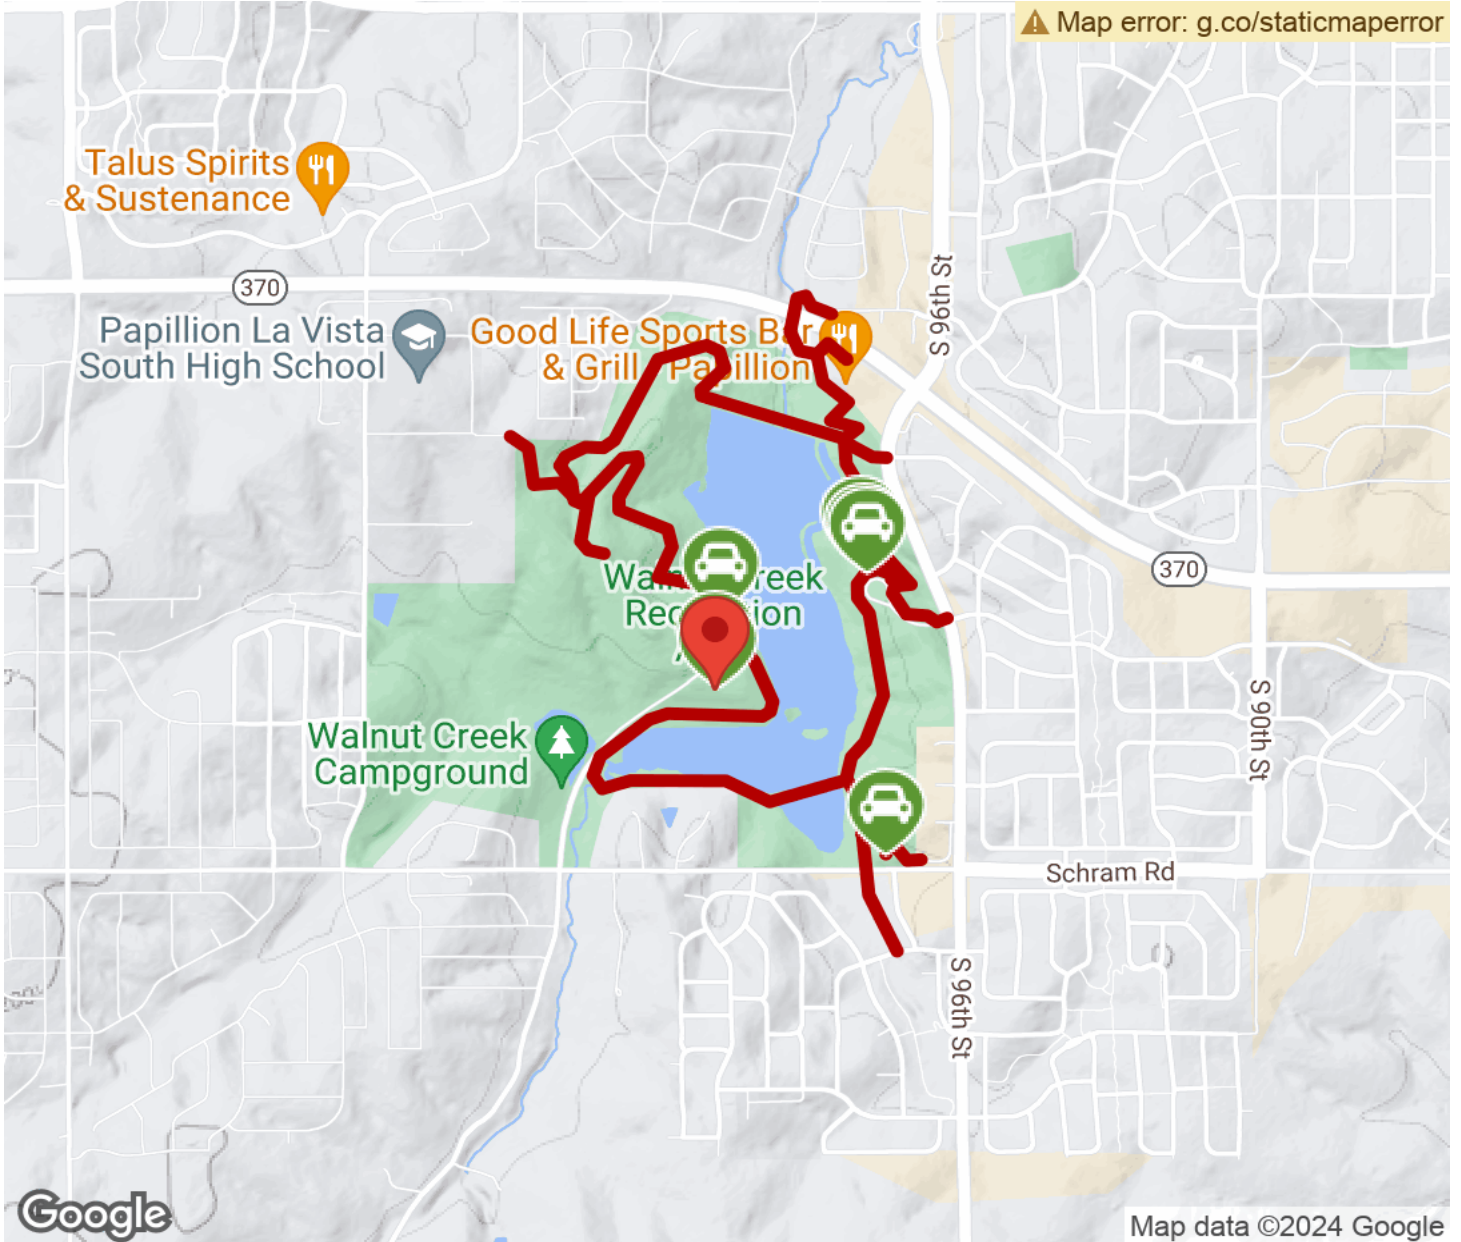 Map error: g.co/staticmaperror
Talus Spirits
& Sustenance
370
S 96th St
Papillion La Vista
South High School
Good Life Sports Bar
& Grill - Papillion
370
Walnut Creek
Recreation
S 90th St
Walnut Creek
Campground
Schram Rd
S 96th St
Google
Map data ©2024 Google